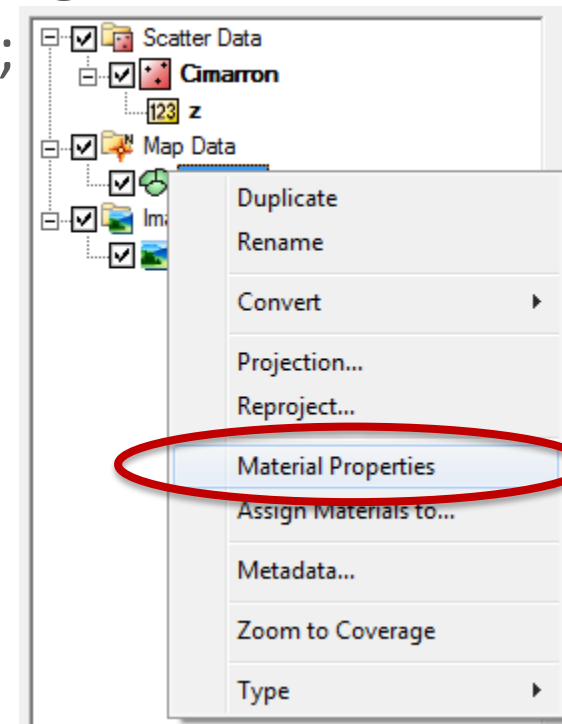 ;
Scatter Data
Cimarron
123 z
Map Data
Duplicate
Rename
Convert
Projection...
Reproject...
Material Properties
Assign Materials to...
Metadata...
Zoom to Coverage
Type